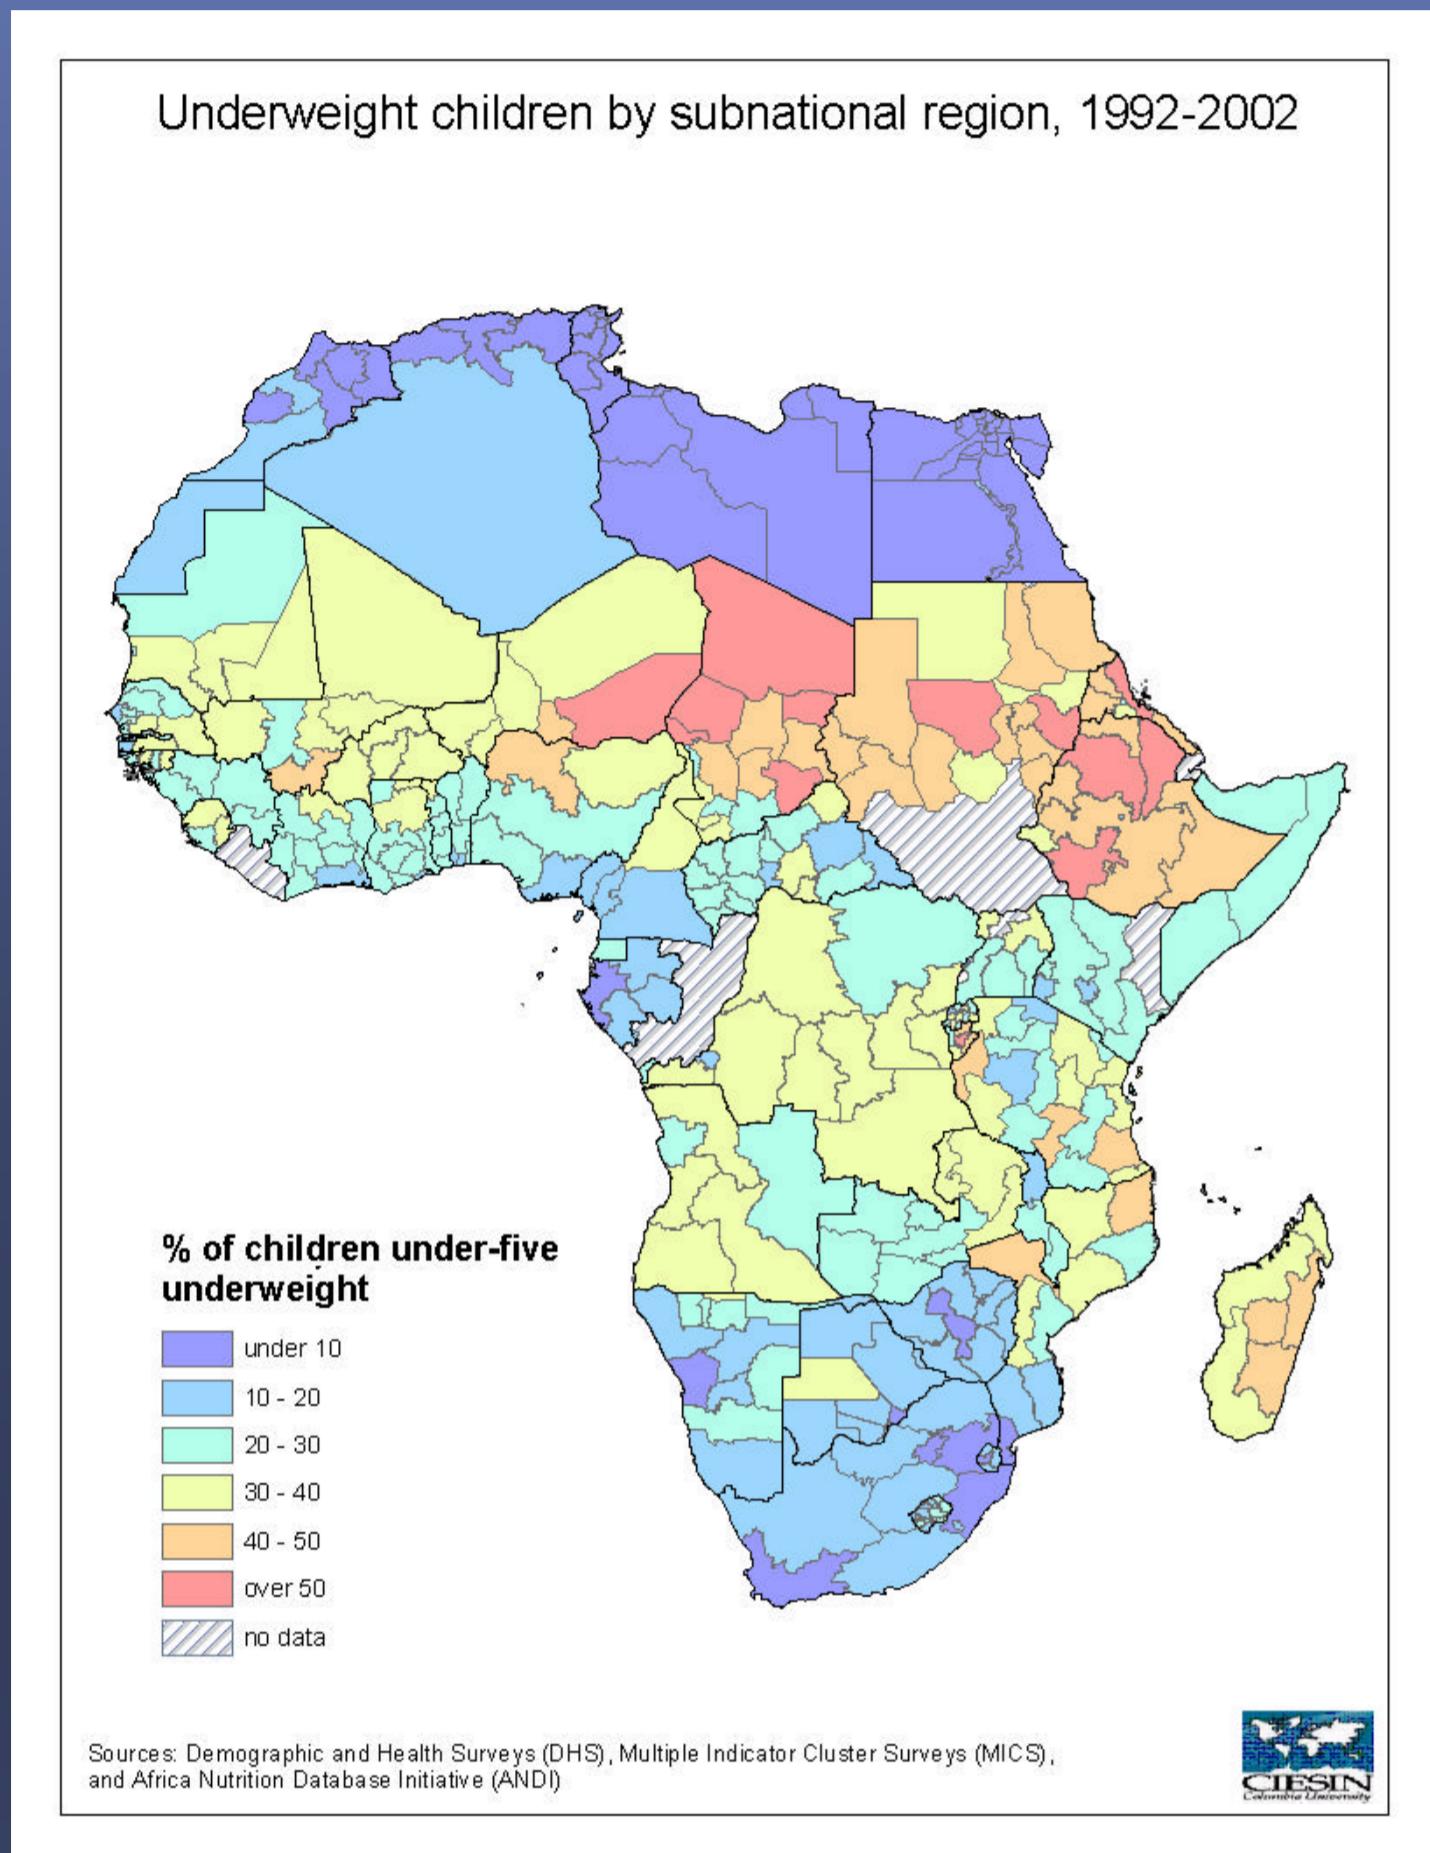 Underweight children by subnational region, 1992-2002
% of children under-five
underweight
under 10
10 - 20
20 - 30
30 - 40
40 - 50
over 50
no data
Sources: Demographic and Health Surveys (DHS), Multiple Indicator Cluster Surveys (MICS),
and Africa Nutrition Database Initiative (ANDI)
CIESIN
Columbia University